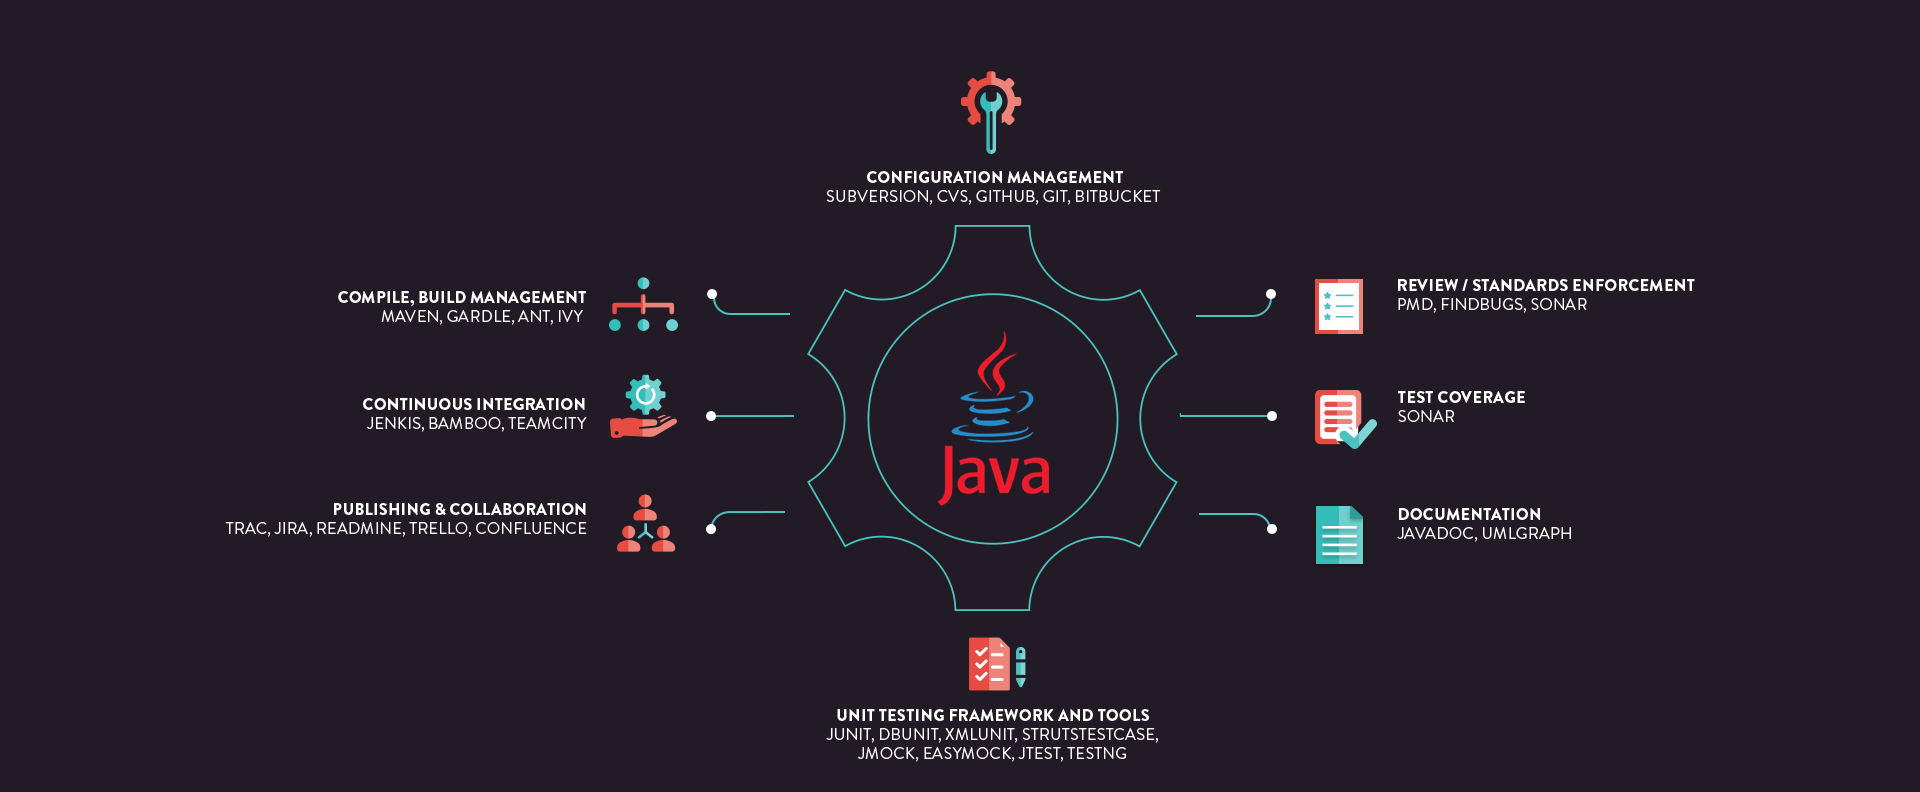 CONFIGURATION MANAGEMENT
SUBVERSION, CVS, GITHUB, GIT, BITBUCKET
COMPILE, BUILD MANAGEMENT
MAVEN, GARDLE, ANT, IVY
CONTINUOUS INTEGRATION
JENKIS, BAMBOO, TEAMCITY
PUBLISHING & COLLABORATION
TRAC, JIRA, READMINE, TRELLO, CONFLUENCE
Java
REVIEW / STANDARDS ENFORCEMENT
PMD, FINDBUGS, SONAR
TEST COVERAGE
SONAR
DOCUMENTATION
JAVADOC, UMLGRAPH
UNIT TESTING FRAMEWORK AND TOOLS
JUNIT, DBUNIT, XMLUNIT, STRUTSTESTCASE,
JMOCK, EASYMOCK, JTEST, TESTNG